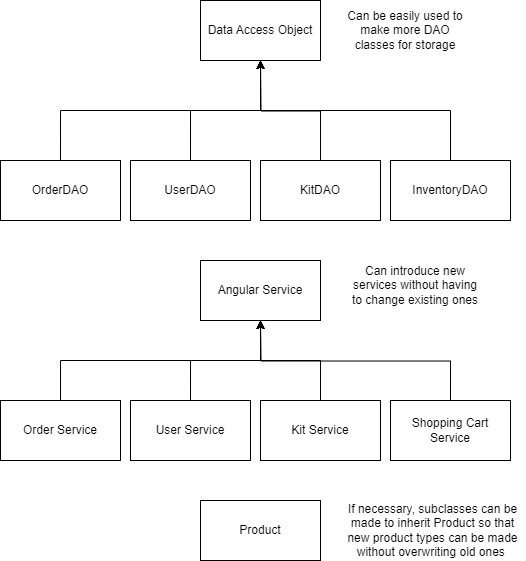 Data Access Object
Can be easily used to
make more DAO
classes for storage
OrderDAO
UserDAO
KitDAO
InventoryDAO
Angular Service
Can introduce new
services without having
to change existing ones
Order Service
User Service
Kit Service
Shopping Cart
Service
Product
If necessary, subclasses can be
made to inherit Product so that
new product types can be made
without overwriting old ones